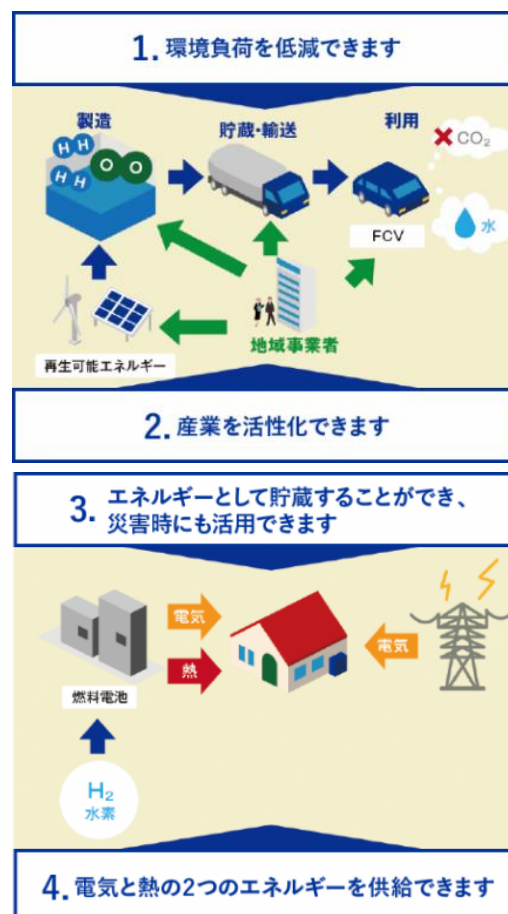 1. 環境負荷を低減できます
製造
貯蔵・輸送
利用
H H
O O
H H
CO₂
水
FCV
地域事業者
再生可能エネルギー
2. 産業を活性化できます
3. エネルギーとして貯蔵することができ、
災害時にも活用できます
電気
熱
電気
燃料電池
H₂
水素
4. 電気と熱の2つのエネルギーを供給できます